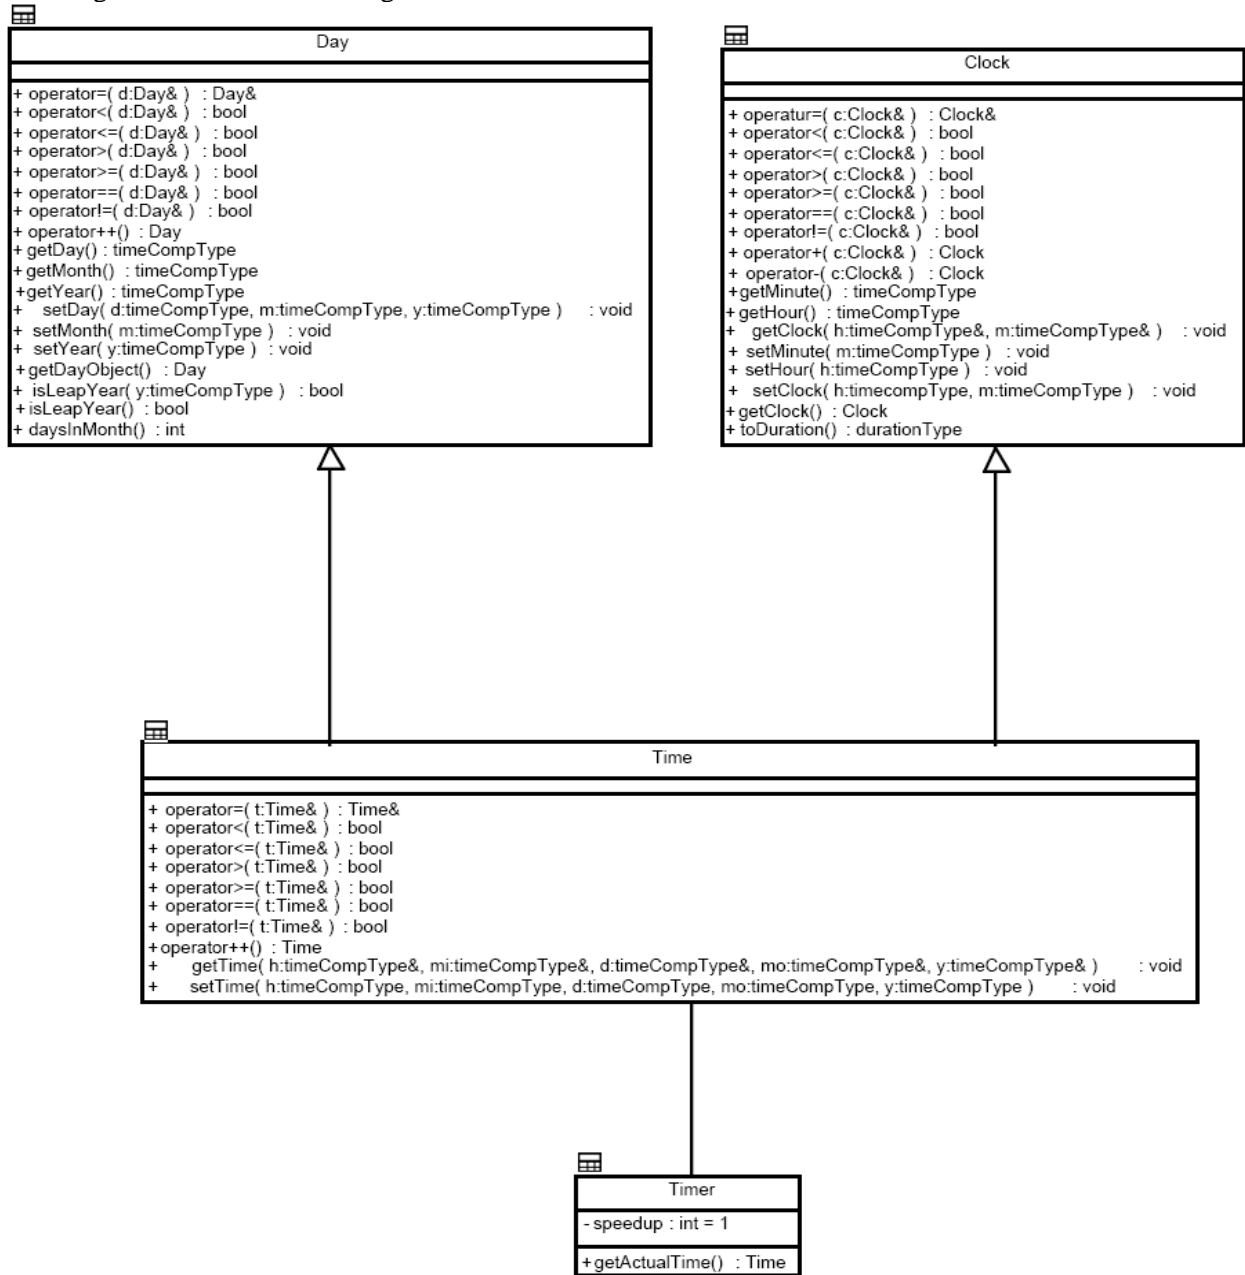 Day
+ operator=( d:Day& ) : Day&
+ operator<( d:Day& ) : bool
+ operator<=( d:Day& ) : bool
+ operator>( d:Day& ) : bool
+ operator>=( d:Day& ) : bool
+ operator==( d:Day& ) : bool
+ operator!=( d:Day& ) : bool
+ operator++() : Day
+ getDay() : timeCompType
+ getMonth() : timeCompType
+getYear() : timeCompType
+ setDay( d:timeCompType, m:timeCompType, y:timeCompType ) : void
+ setMonth( m:timeCompType ) : void
+ setYear( y:timeCompType ) : void
+getDayObject() : Day
+ isLeapYear( y:timeCompType ) : bool
+isLeapYear() : bool
+ daysInMonth() : int
Clock
+ operatur=( c:Clock& ) : Clock&
+ operator<( c:Clock& ) : bool
+ operator<=( c:Clock& ) : bool
+ operator>( c:Clock& ) : bool
+ operator>=( c:Clock& ) : bool
+ operator==( c:Clock& ) : bool
+ operator!=( c:Clock& ) : bool
+ operator+( c:Clock& ) : Clock
+ operator-( c:Clock& ) : Clock
+getMinute() : timeCompType
+getHour() : timeCompType
+ getClock( h:timeCompType&, m:timeCompType& ) : void
+ setMinute( m:timeCompType ) : void
+ setHour( h:timeCompType ) : void
+ setClock( h:timecompType, m:timeCompType ) : void
+getClock() : Clock
+toDuration() : durationType
Time
+ operator=( t:Time& ) : Time&
+ operator<( t:Time& ) : bool
+ operator<=( t:Time& ) : bool
+ operator>( t:Time& ) : bool
+ operator>=( t:Time& ) : bool
+ operator==( t:Time& ) : bool
+ operator!=( t:Time& ) : bool
+operator++() : Time
+ getTime( h:timeCompType&, mi:timeCompType&, d:timeCompType&, mo:timeCompType&, y:timeCompType& ) : void
+ setTime( h:timeCompType, mi:timeCompType, d:timeCompType, mo:timeCompType, y:timeCompType ) : void
Timer
- speedup : int = 1
+getActualTime() : Time